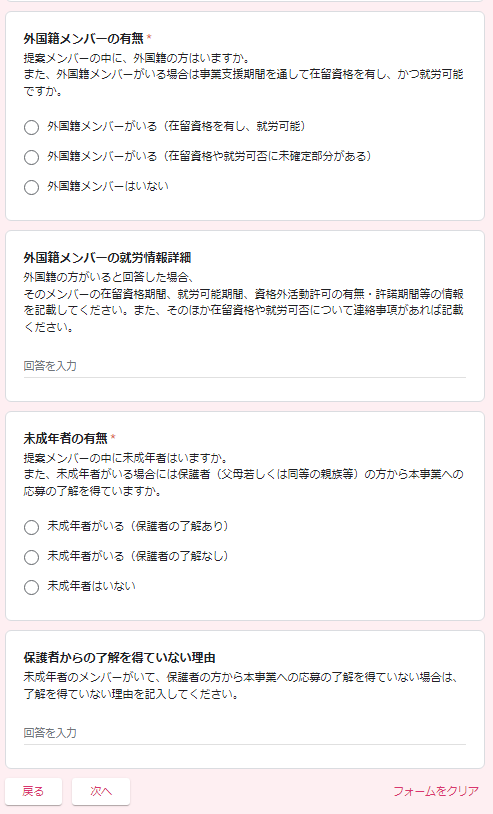 外国籍メンバーの有無 *
提案メンバーの中に、外国籍の方はいますか。
また、外国籍メンバーがいる場合は事業支援期間を通して在留資格を有し、かつ就労可能
ですか。
外国籍メンバーがいる（在留資格を有し、就労可能）
外国籍メンバーがいる（在留資格や就労可否に未確定部分がある）
外国籍メンバーはいない
外国籍メンバーの就労情報詳細
外国籍の方がいると回答した場合、
そのメンバーの在留資格期間、就労可能期間、資格外活動許可の有無・許諾期間等の情報
を記載してください。また、そのほか在留資格や就労可否について連絡事項があれば記載
ください。
回答を入力
未成年者の有無 *
提案メンバーの中に未成年者はいますか。
また、未成年者がいる場合には保護者（父母若しくは同等の親族等）の方から本事業への
応募の了解を得ていますか。
未成年者がいる（保護者の了解あり）
未成年者がいる（保護者の了解なし）
未成年者はいない
保護者からの了解を得ていない理由
未成年者のメンバーがいて、保護者の方から本事業への応募の了解を得ていない場合は、
了解を得ていない理由を記入してください。
回答を入力
戻る 次へ フォームをクリア